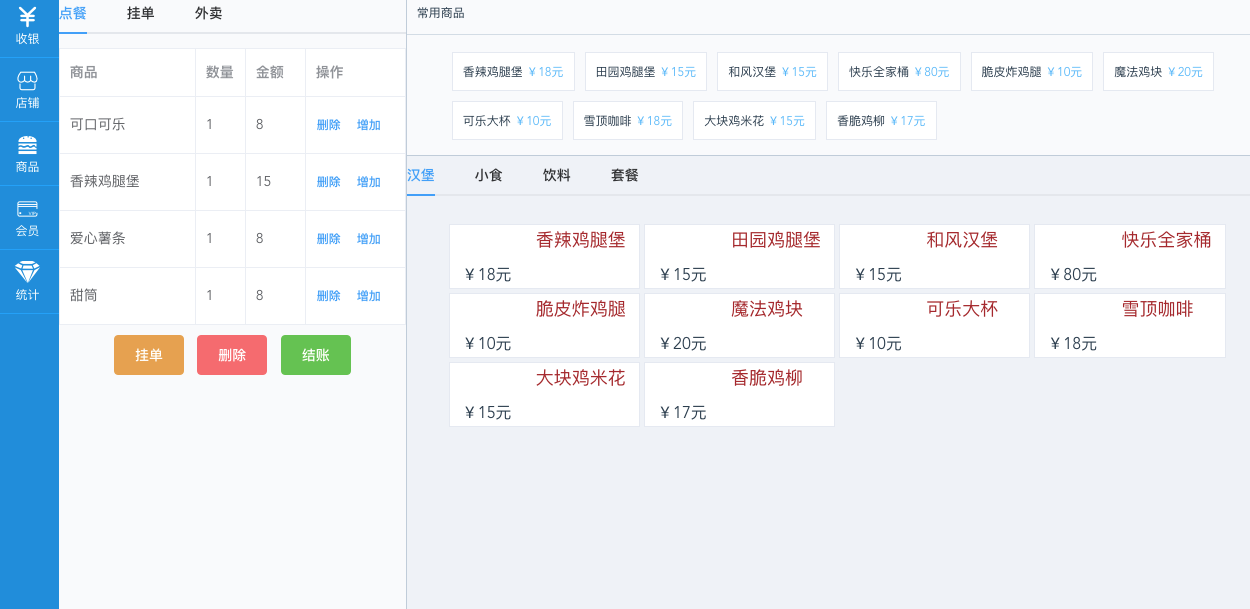 收银
店铺
商品
会员
统计
点餐 挂单 外卖
商品 数量 金额 操作
可口可乐 1 8 删除 增加
香辣鸡腿堡 1 15 删除 增加
爱心薯条 1 8 删除 增加
甜筒 1 8 删除 增加
挂单 删除 结账
常用商品
香辣鸡腿堡 ￥18元 田园鸡腿堡 ￥15元 和风汉堡 ￥15元 快乐全家桶 ￥80元 脆皮炸鸡腿 ￥10元 魔法鸡块 ￥20元
可乐大杯 ￥10元 雪顶咖啡 ￥18元 大块鸡米花 ￥15元 香脆鸡柳 ￥17元
汉堡 小食 饮料 套餐
香辣鸡腿堡 田园鸡腿堡 和风汉堡 快乐全家桶
￥18元 ￥15元 ￥15元 ￥80元
脆皮炸鸡腿 魔法鸡块 可乐大杯 雪顶咖啡
￥10元 ￥20元 ￥10元 ￥18元
大块鸡米花 香脆鸡柳
￥15元 ￥17元